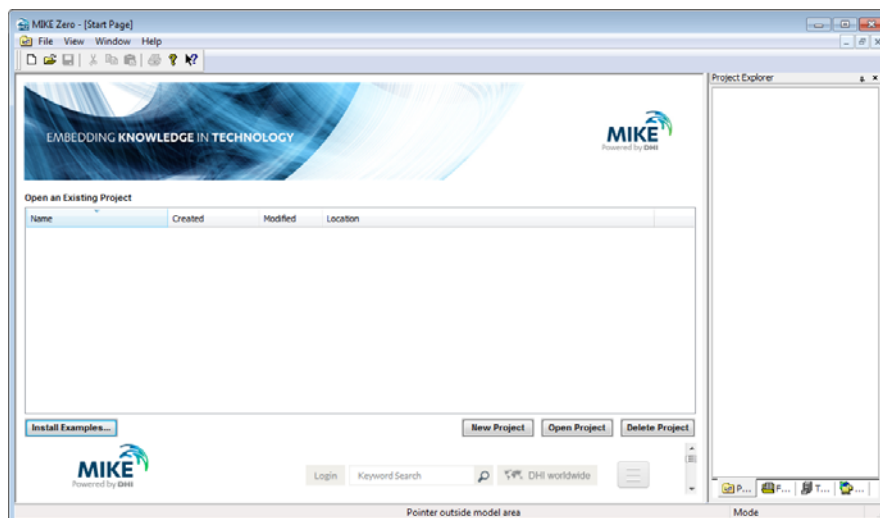 MIKE Zero - [Start Page]
File View Window Help
Project Explorer
EMBEDDING KNOWLEDGE IN TECHNOLOGY
MIKE
Powered by DHI
Open an Existing Project
Name Created Modified Location
Install Examples... New Project Open Project Delete Project
MIKE
Powered by DHI
Login Keyword Search DHI worldwide
P... F... T...
Pointer outside model area Mode